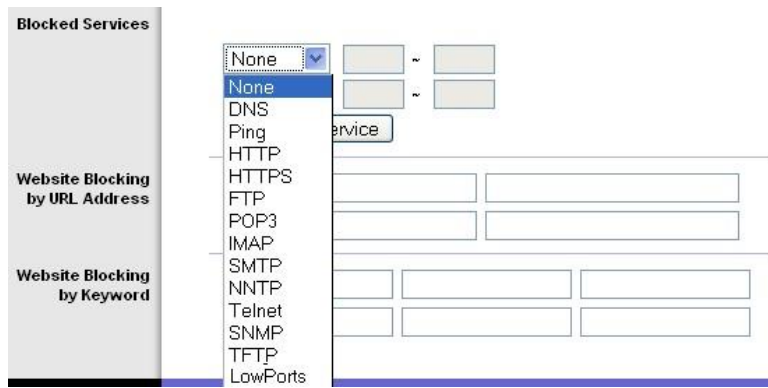 Blocked Services
None
~
None
~
DNS
Ping
ervice
HTTP
HTTPS
FTP
POP3
IMAP
SMTP
NNTP
Telnet
SNMP
TFTP
LowPorts
Website Blocking
by URL Address
Website Blocking
by Keyword